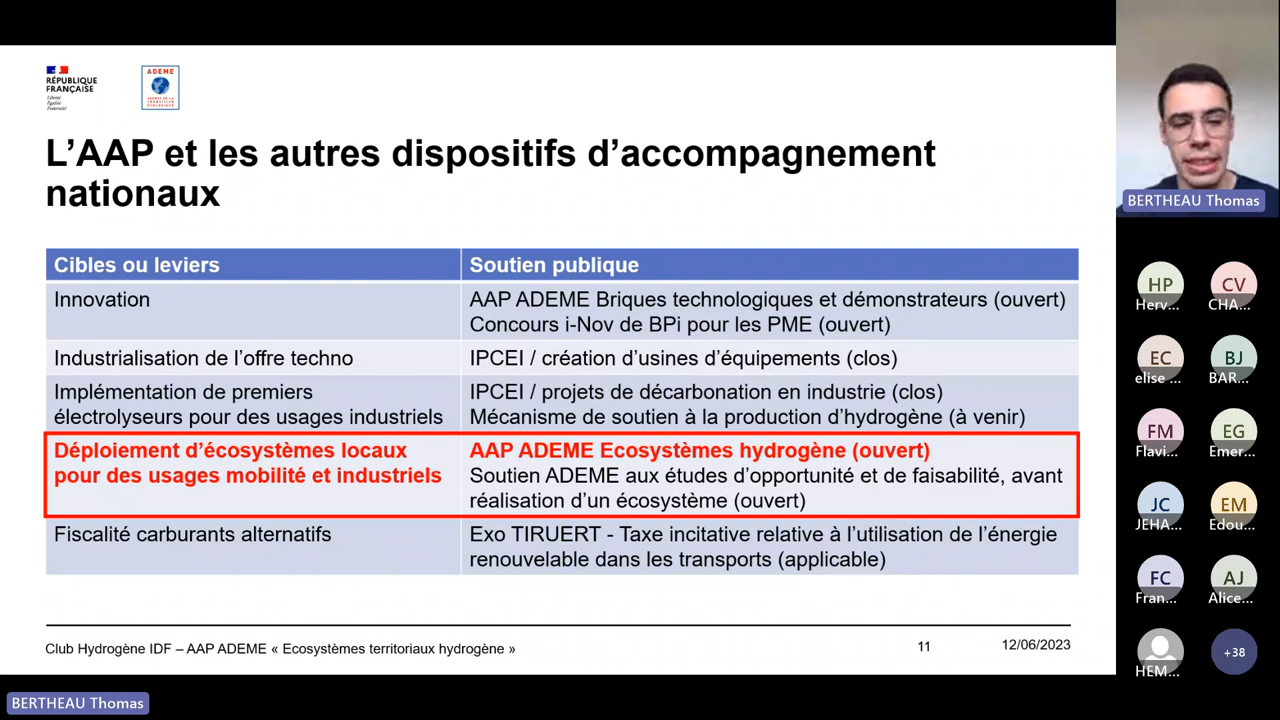 RÉPUBLIQUE
FRANÇAISE
Liberté
Égalité
Fraternité
ADEME
AGENCE DE LA
TRANSITION
ÉCOLOGIQUE
L’AAP et les autres dispositifs d’accompagnement
nationaux
Cibles ou leviers
Soutien publique
Innovation
AAP ADEME Briques technologiques et démonstrateurs (ouvert)
Concours i-Nov de BPi pour les PME (ouvert)
Industrialisation de l’offre techno
IPCEI / création d’usines d’équipements (clos)
Implémentation de premiers
électrolyseurs pour des usages industriels
IPCEI / projets de décarbonation en industrie (clos)
Mécanisme de soutien à la production d’hydrogène (à venir)
Déploiement d’écosystèmes locaux
pour des usages mobilité et industriels
AAP ADEME Ecosystèmes hydrogène (ouvert)
Soutien ADEME aux études d’opportunité et de faisabilité, avant
réalisation d’un écosystème (ouvert)
Fiscalité carburants alternatifs
Exo TIRUERT - Taxe incitative relative à l’utilisation de l’énergie
renouvelable dans les transports (applicable)
Club Hydrogène IDF – AAP ADEME « Ecosystèmes territoriaux hydrogène »
11
12/06/2023
BERTHEAU Thomas
HP
Herv...
CV
CHA...
EC
elise ...
BJ
BAR...
FM
Flavi...
EG
Emer...
JC
JEHA...
EM
Edou...
FC
Fran...
AJ
Alice...
HEM...
+38
BERTHEAU Thomas